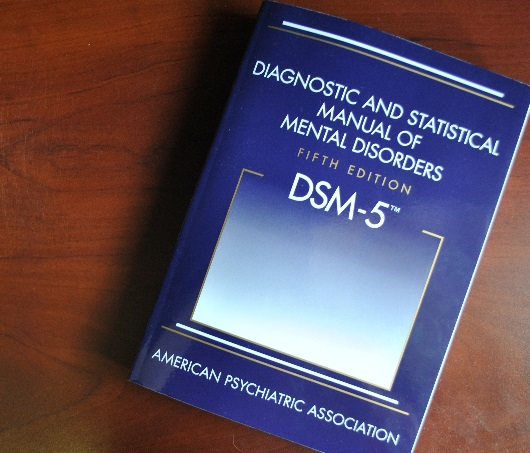 DIAGNOSTIC AND STATISTICAL
MANUAL OF
MENTAL DISORDERS
FIFTH EDITION
DSM-5™
AMERICAN PSYCHIATRIC ASSOCIATION